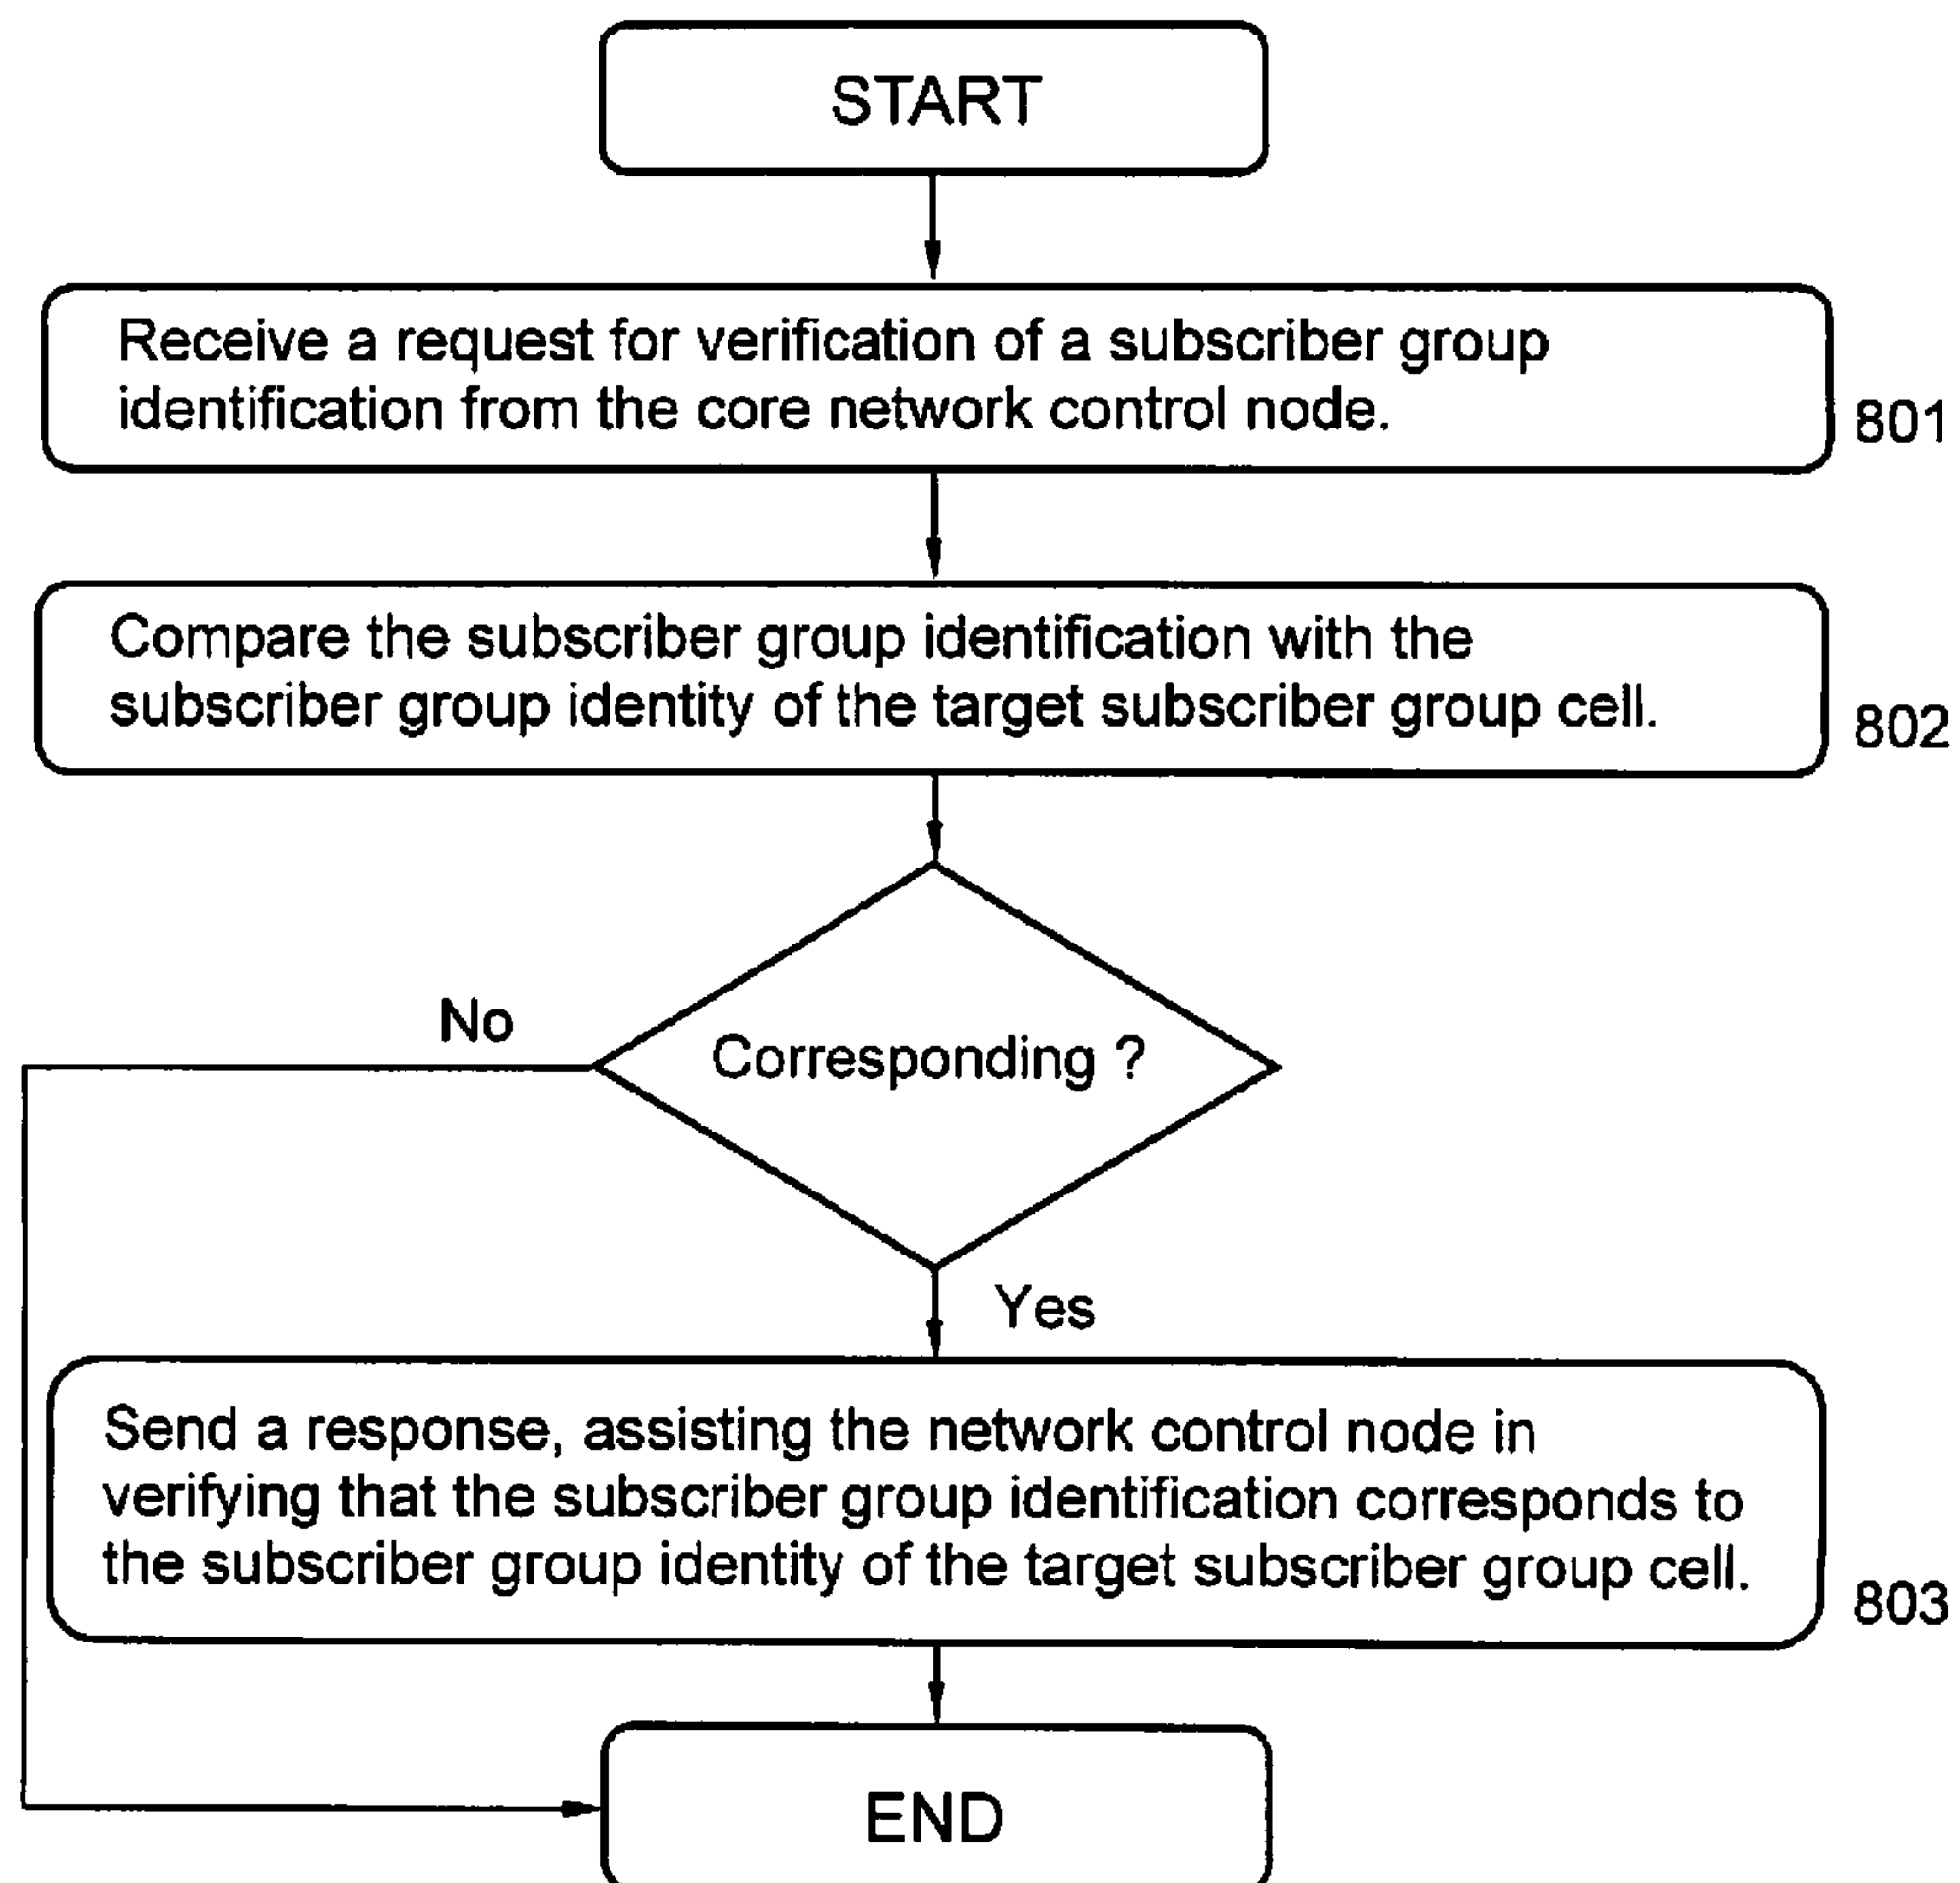 START
Receive a request for verification of a subscriber group
identification from the core network control node.
801
Compare the subscriber group identification with the
subscriber group identity of the target subscriber group cell.
802
No
Corresponding ?
Yes
Send a response, assisting the network control node in
verifying that the subscriber group identification corresponds to
the subscriber group identity of the target subscriber group cell.
803
END